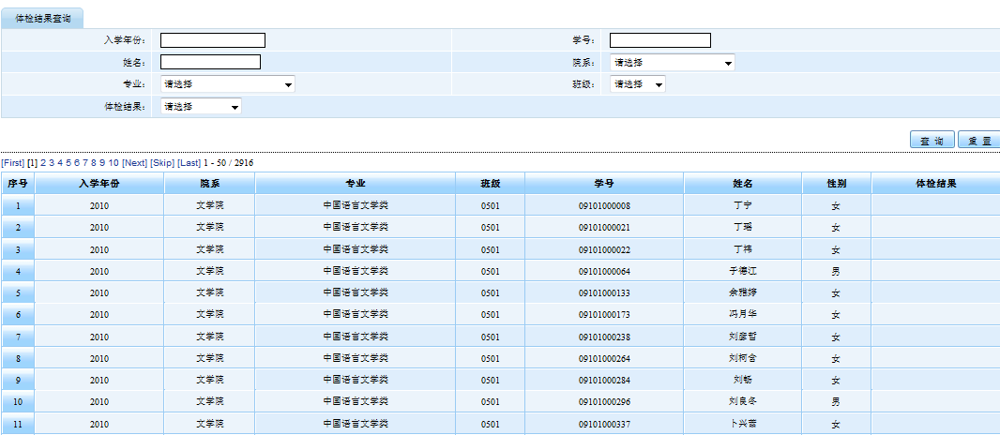 体检结果查询
入学年份： 学号：
姓名： 院系： 请选择
专业： 请选择 班级： 请选择
体检结果： 请选择
查 询 重 置
[First] [1] 2 3 4 5 6 7 8 9 10 [Next] [Skip] [Last] 1 - 50 / 2916
序号 入学年份 院系 专业 班级 学号 姓名 性别 体检结果
1 2010 文学院 中国语言文学类 0501 09101000008 丁宁 女
2 2010 文学院 中国语言文学类 0501 09101000021 丁瑶 女
3 2010 文学院 中国语言文学类 0501 09101000022 丁祎 女
4 2010 文学院 中国语言文学类 0501 09101000064 于德江 男
5 2010 文学院 中国语言文学类 0501 09101000133 余雅婷 女
6 2010 文学院 中国语言文学类 0501 09101000173 冯月华 女
7 2010 文学院 中国语言文学类 0501 09101000238 刘彦哲 女
8 2010 文学院 中国语言文学类 0501 09101000264 刘柯含 女
9 2010 文学院 中国语言文学类 0501 09101000284 刘畅 女
10 2010 文学院 中国语言文学类 0501 09101000296 刘良冬 男
11 2010 文学院 中国语言文学类 0501 09101000337 女